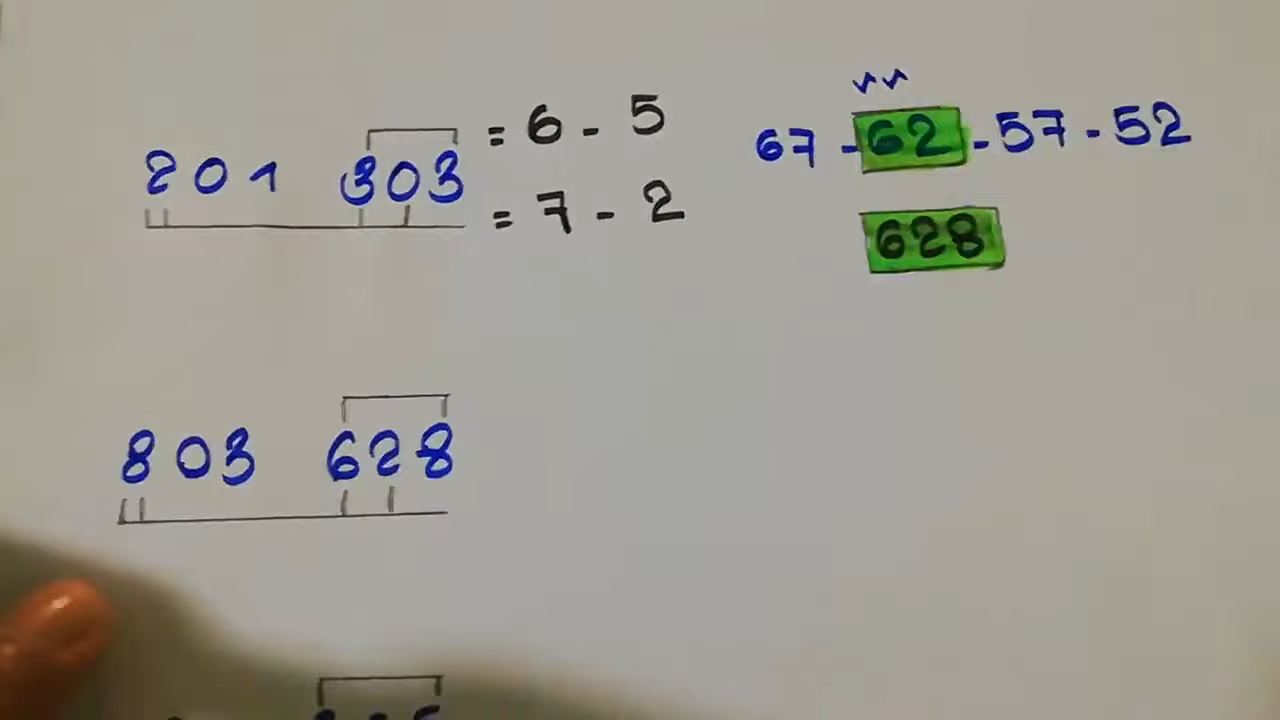 201 303 = 6 - 5
= 7 - 2
67 - 62 - 57 - 52
628
803 628